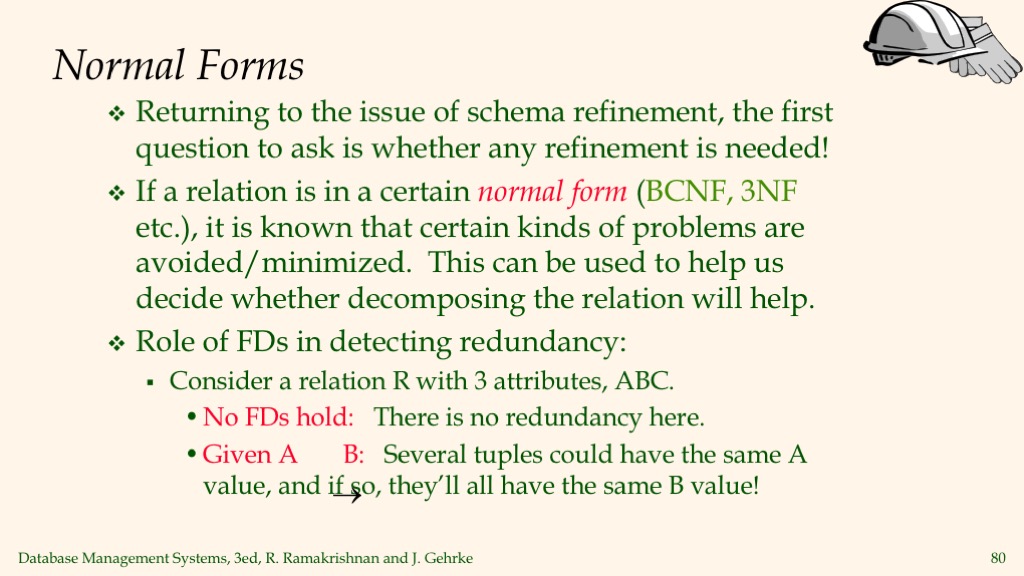 Normal Forms
❖ Returning to the issue of schema refinement, the first
question to ask is whether any refinement is needed!
❖ If a relation is in a certain normal form (BCNF, 3NF
etc.), it is known that certain kinds of problems are
avoided/minimized. This can be used to help us
decide whether decomposing the relation will help.
❖ Role of FDs in detecting redundancy:
▪ Consider a relation R with 3 attributes, ABC.
• No FDs hold: There is no redundancy here.
• Given A B: Several tuples could have the same A
value, and if so, they’ll all have the same B value!
→
Database Management Systems, 3ed, R. Ramakrishnan and J. Gehrke
80